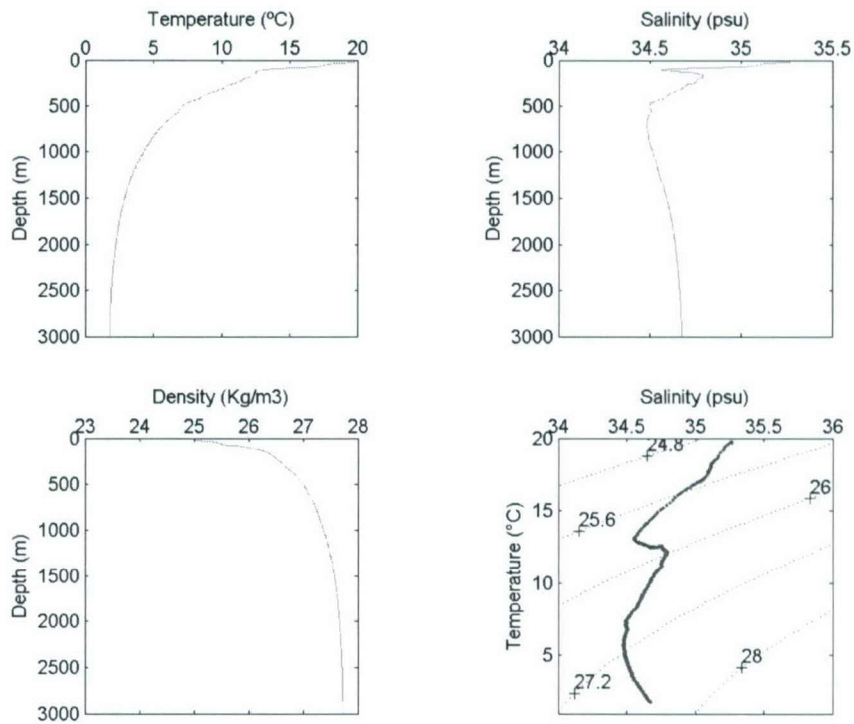 Temperature (ºC)
0 5 10 15 20
0
500
1000
1500
2000
2500
3000
Depth (m)
Salinity (psu)
34 34.5 35 35.5
0
500
1000
1500
2000
2500
3000
Depth (m)
Density (Kg/m3)
23 24 25 26 27 28
0
500
1000
1500
2000
2500
3000
Depth (m)
Salinity (psu)
34 34.5 35 35.5 36
20
15
10
5
Temperature (°C)
24.8
26
25.6
28
27.2